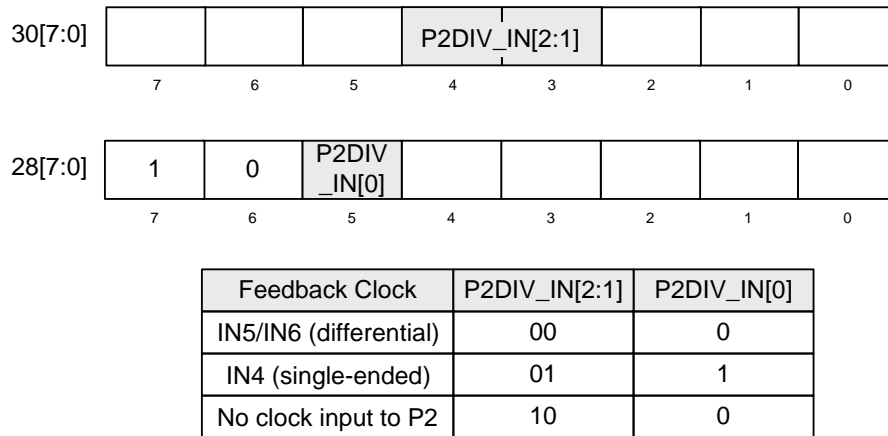 30[7:0]
P2DIV_IN[2:1]
7 6 5 4 3 2 1 0
28[7:0] 1 0 P2DIV
_IN[0]
7 6 5 4 3 2 1 0
Feedback Clock P2DIV_IN[2:1] P2DIV_IN[0]
IN5/IN6 (differential) 00 0
IN4 (single-ended) 01 1
No clock input to P2 10 0